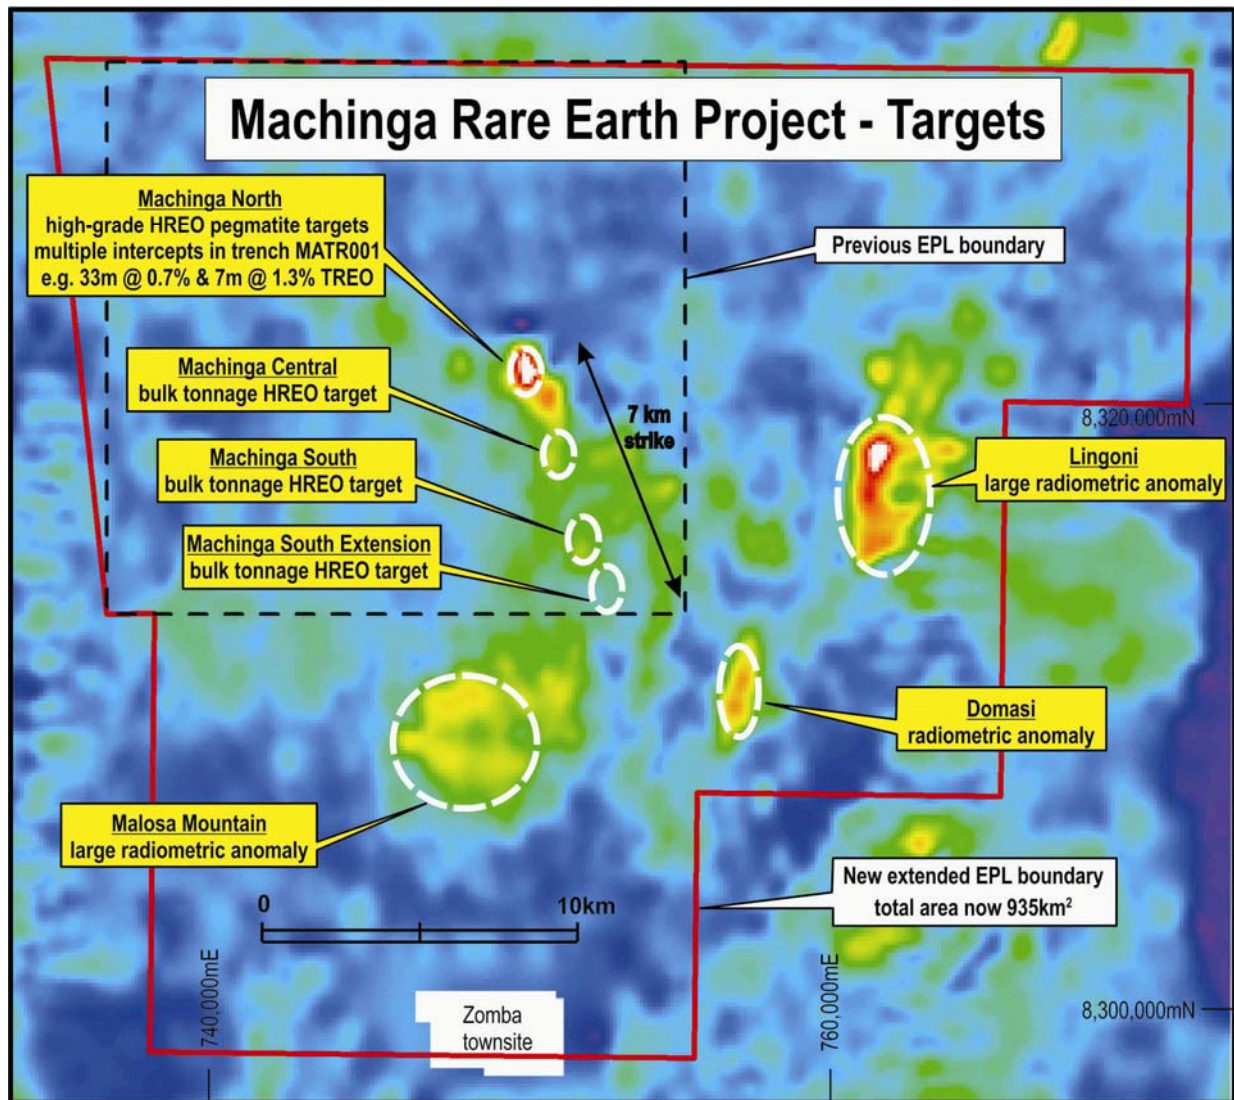 Machinga Rare Earth Project - Targets
Machinga North
high-grade HREO pegmatite targets
multiple intercepts in trench MATR001
e.g. 33m @ 0.7% & 7m @ 1.3% TREO
Previous EPL boundary
Machinga Central
bulk tonnage HREO target
7 km
strike
8,320,000mN
Machinga South
bulk tonnage HREO target
Lingoni
large radiometric anomaly
Machinga South Extension
bulk tonnage HREO target
Domasi
radiometric anomaly
Malosa Mountain
large radiometric anomaly
New extended EPL boundary
total area now 935km²
0 10km
740,000mE
760,000mE
8,300,000mN
Zomba
townsite